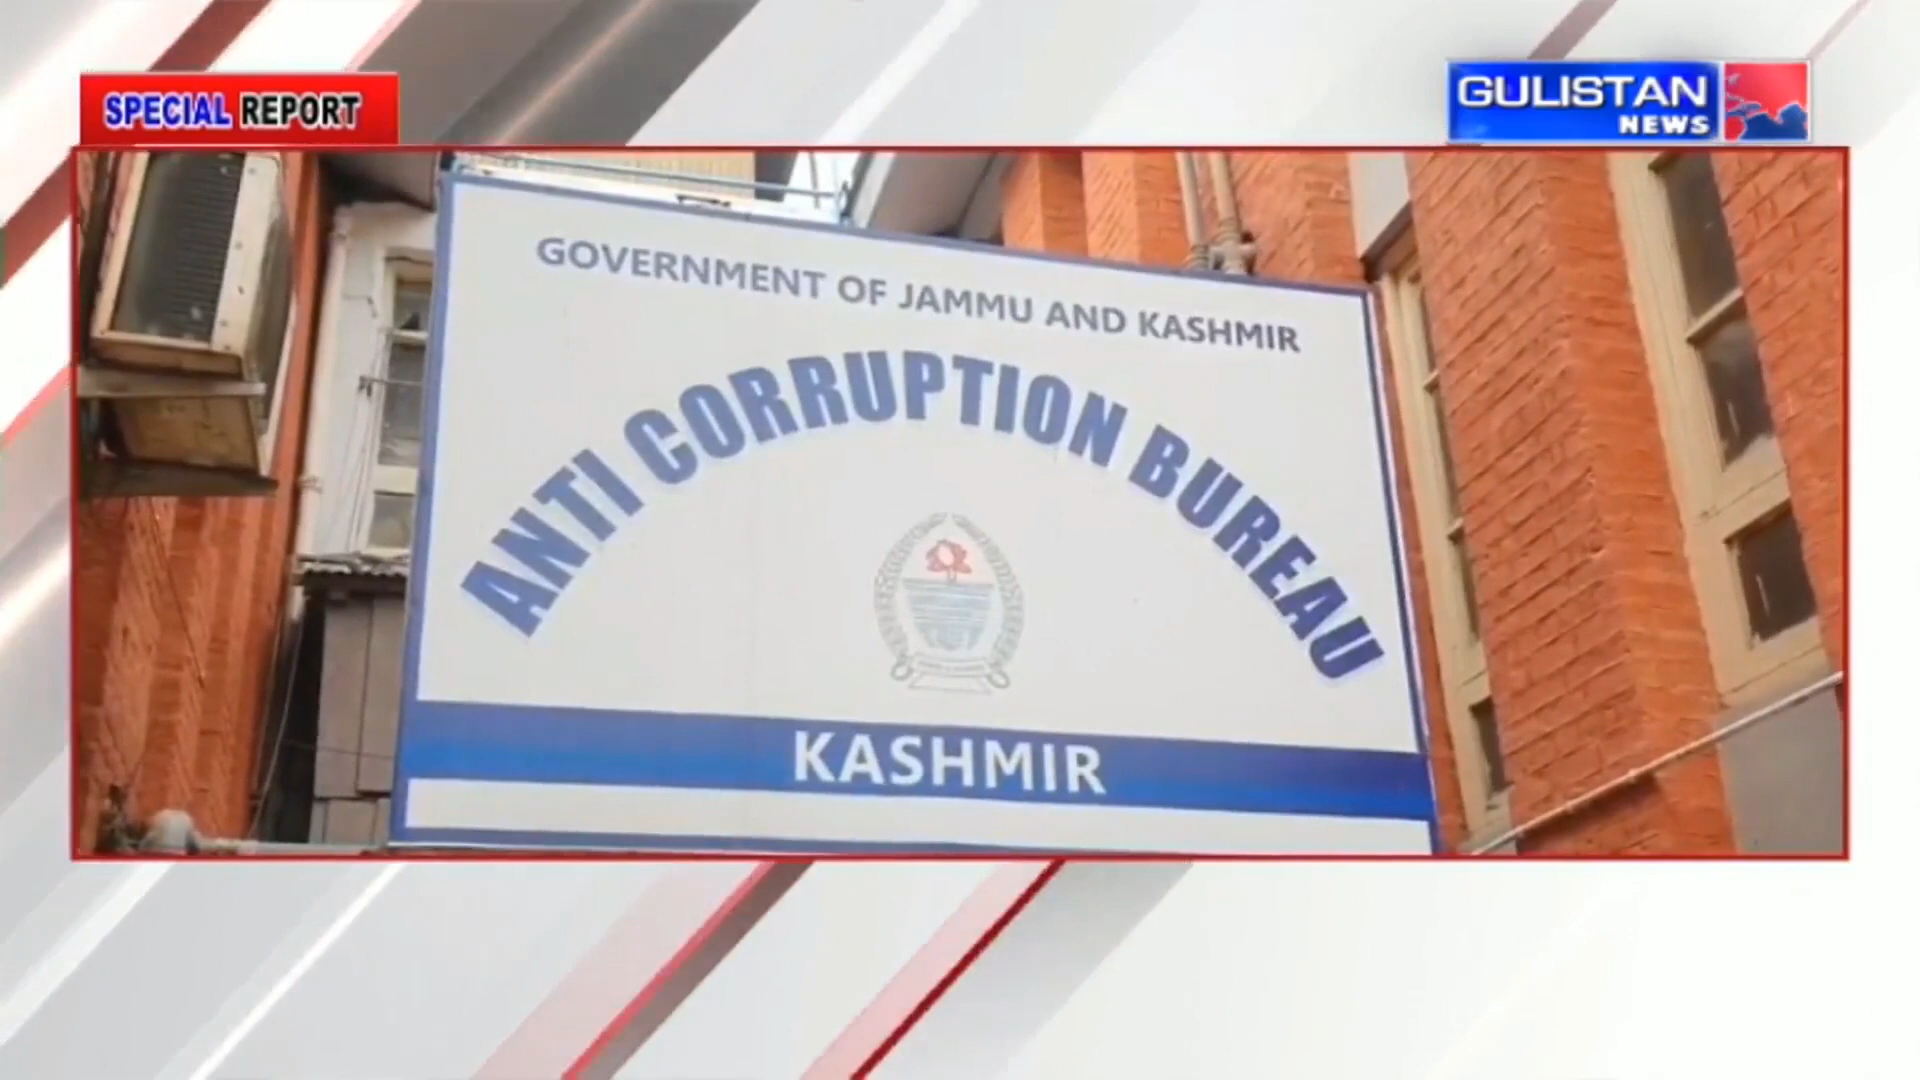 SPECIAL REPORT
GULISTAN
NEWS
GOVERNMENT OF JAMMU AND KASHMIR
ANTI CORRUPTION BUREAU
KASHMIR